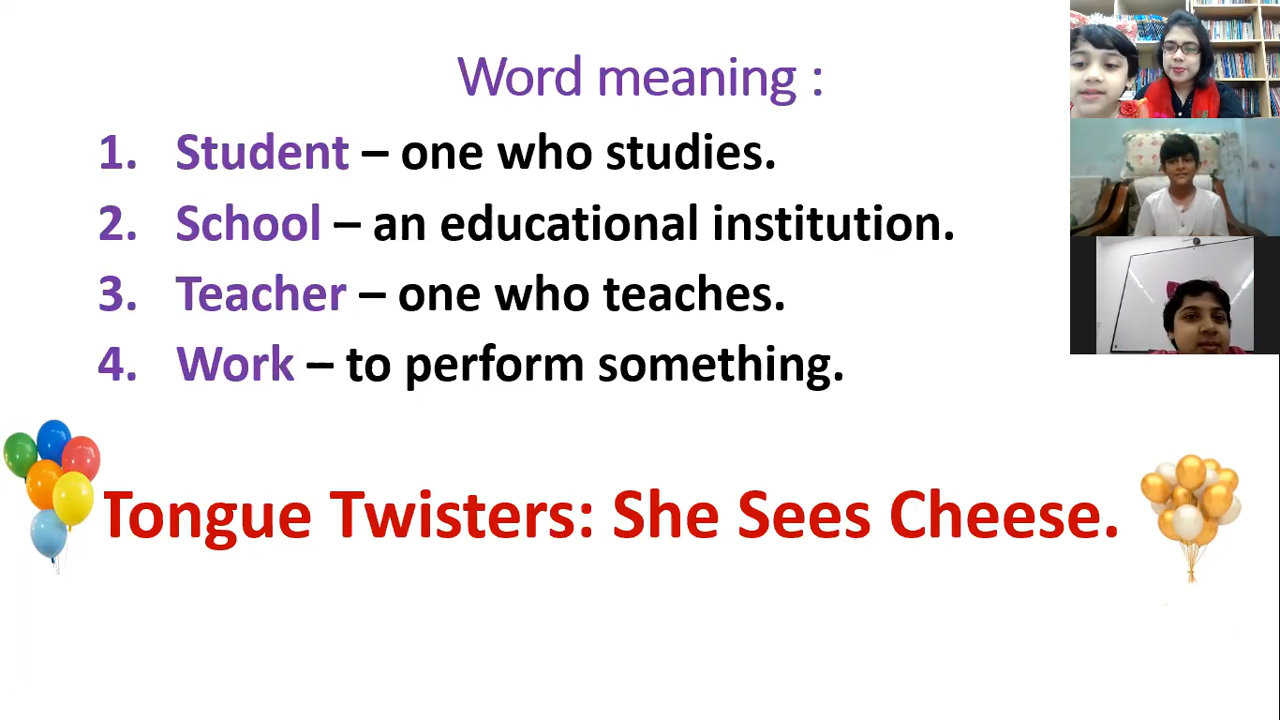 Word meaning :
1. Student – one who studies.
2. School – an educational institution.
3. Teacher – one who teaches.
4. Work – to perform something.
Tongue Twisters: She Sees Cheese.